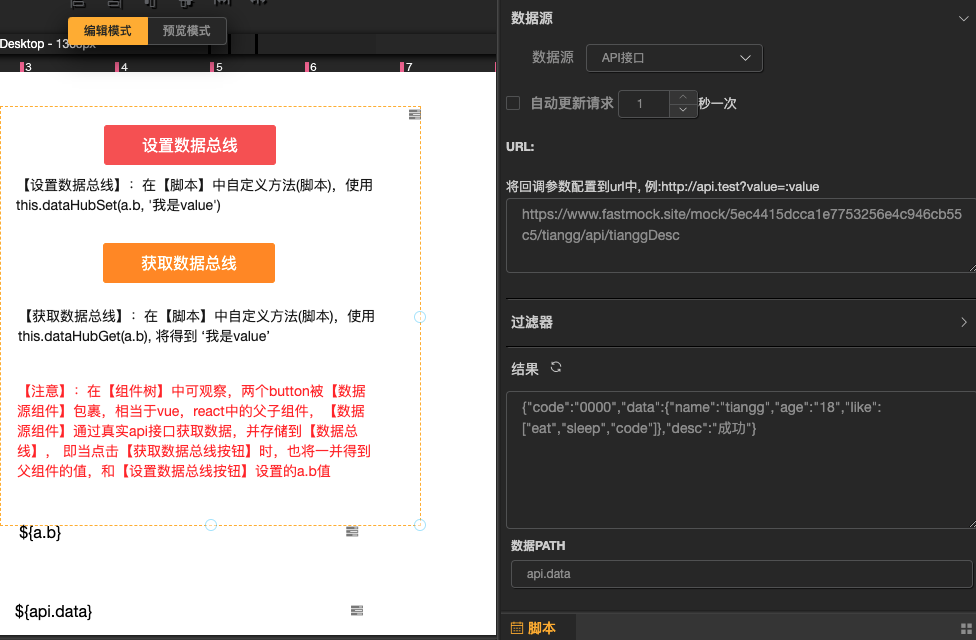 编辑模式
预览模式
Desktop - 1366px
3
4
5
6
7
设置数据总线
【设置数据总线】：在【脚本】中自定义方法(脚本)，使用
this.dataHubSet(a.b, '我是value')
获取数据总线
【获取数据总线】：在【脚本】中自定义方法(脚本)，使用
this.dataHubGet(a.b), 将得到 ‘我是value’
【注意】：在【组件树】中可观察，两个button被【数据
源组件】包裹，相当于vue，react中的父子组件，【数据
源组件】通过真实api接口获取数据，并存储到【数据总
线】， 即当点击【获取数据总线按钮】时，也将一并得到
父组件的值，和【设置数据总线按钮】设置的a.b值
${a.b}
${api.data}
数据源
数据源
API接口
自动更新请求
1
秒一次
URL:
将回调参数配置到url中, 例:http://api.test?value=:value
https://www.fastmock.site/mock/5ec4415dcca1e7753256e4c946cb55
c5/tiangg/api/tianggDesc
过滤器
结果
{"code":"0000","data":{"name":"tiangg","age":"18","like":
["eat","sleep","code"]},"desc":"成功"}
数据PATH
api.data
脚本